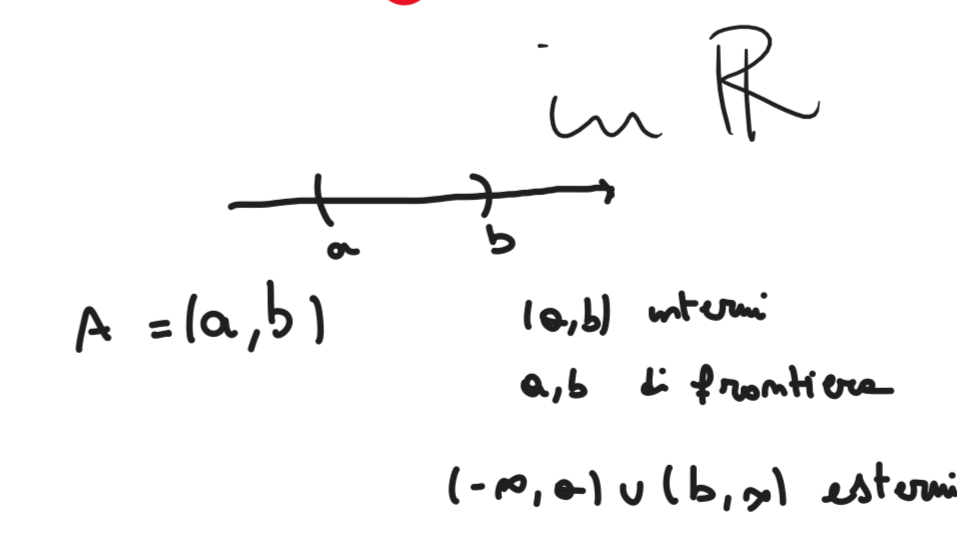 in ℝ
a b
A = (a,b)
(a,b) interni
a,b di frontiera
(-∞,a) ∪ (b,∞) esterni